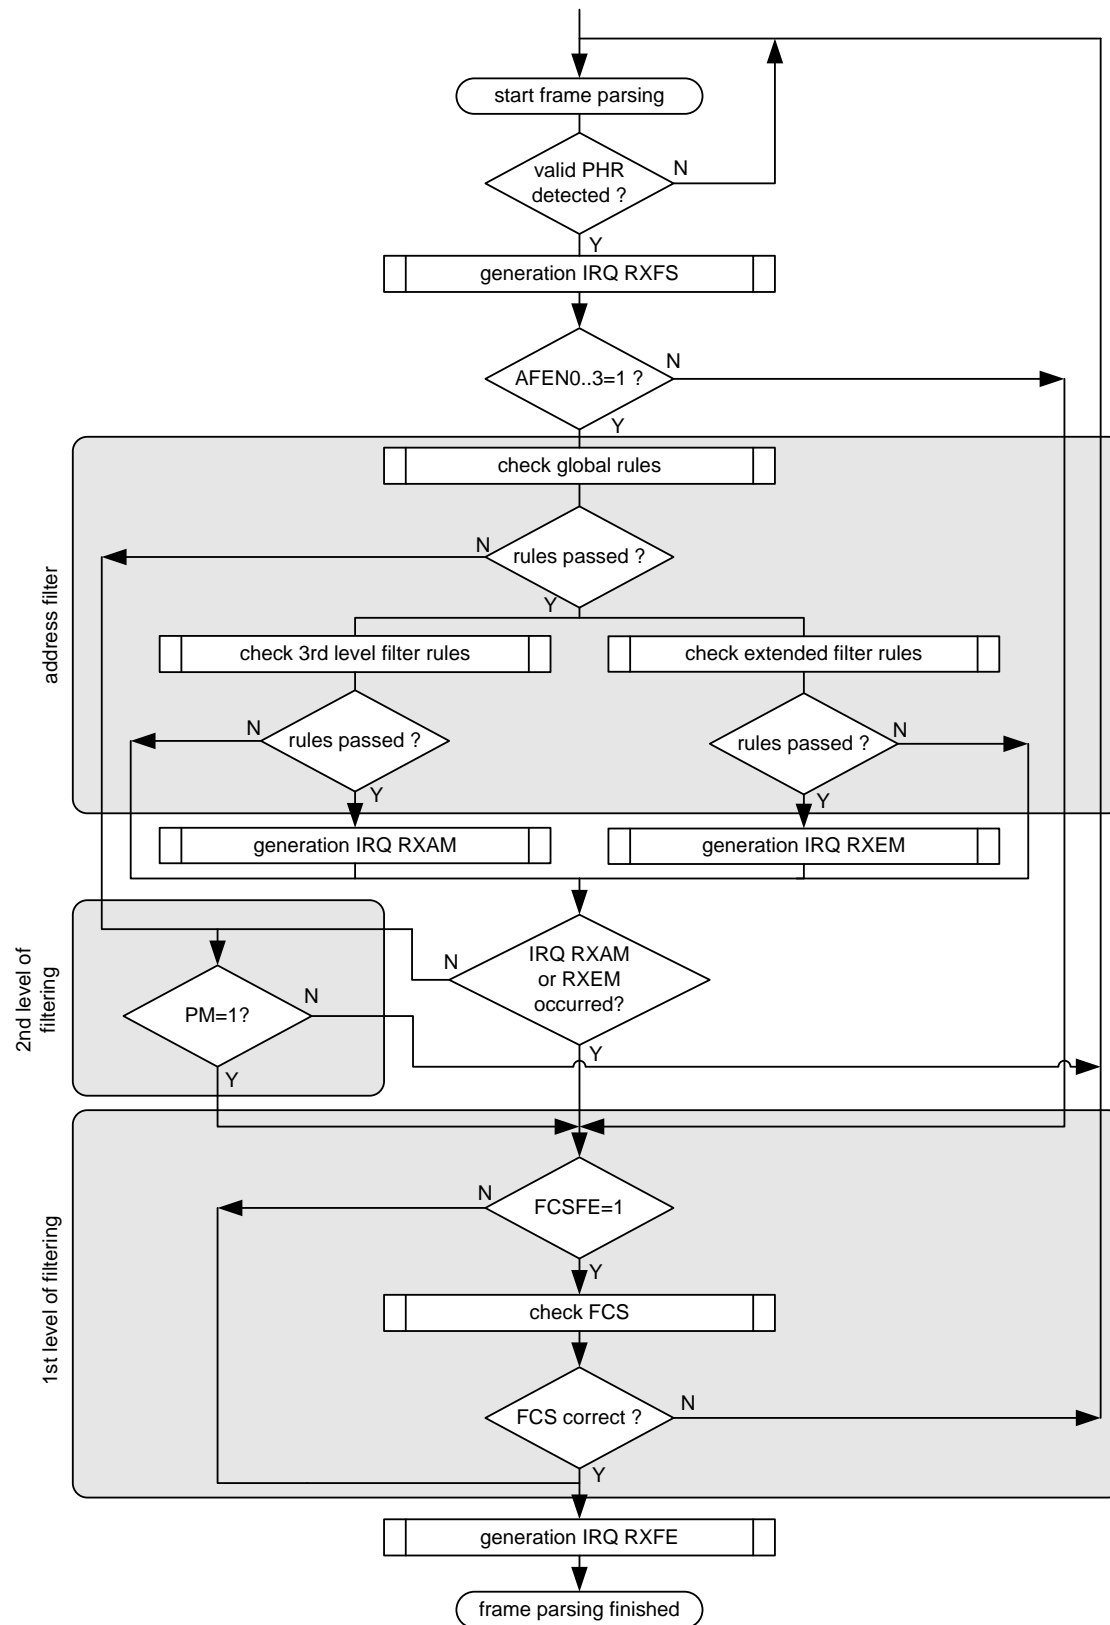 start frame parsing
valid PHR
detected ?
N
Y
generation IRQ RXFS
AFEN0..3=1 ?
N
Y
address filter
check global rules
rules passed ?
N
Y
check 3rd level filter rules
check extended filter rules
rules passed ?
N
Y
rules passed ?
N
Y
generation IRQ RXAM
generation IRQ RXEM
IRQ RXAM
or RXEM
occurred?
N
Y
2nd level of
filtering
PM=1?
N
Y
1st level of filtering
FCSFE=1
N
Y
check FCS
FCS correct ?
N
Y
generation IRQ RXFE
frame parsing finished